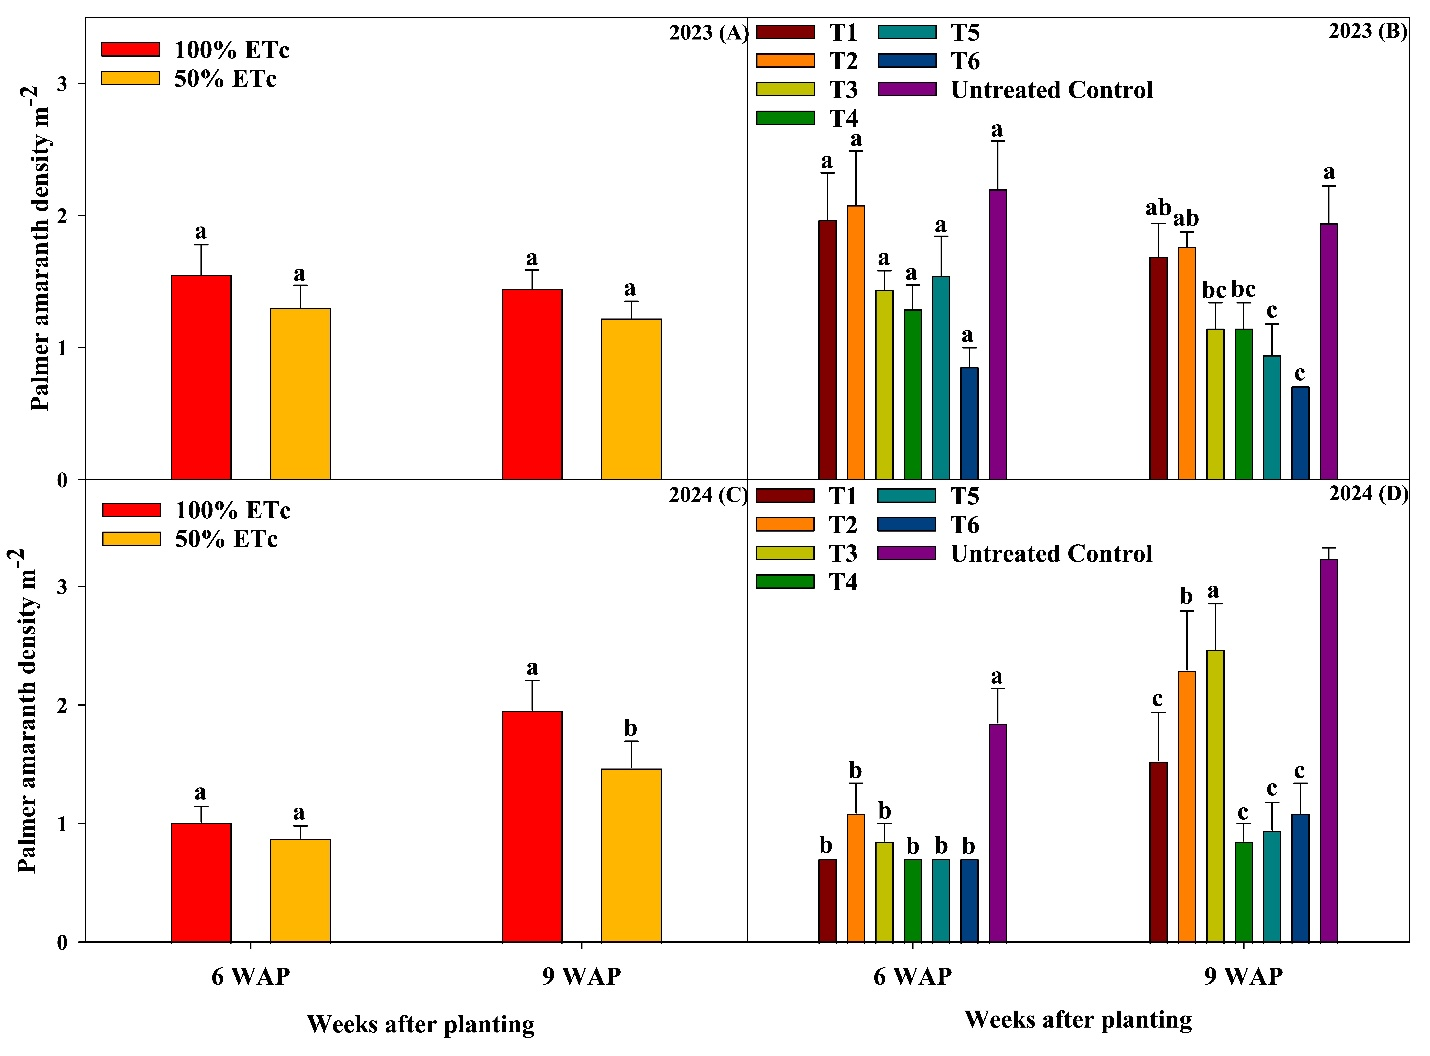 2023 (A)
100% ETc
50% ETc
Palmer amaranth density m-2
3
2
1
0
a
a
a
a
2023 (B)
T1
T2
T3
T4
T5
T6
Untreated Control
a
a
a
a
a
a
a
ab
ab
bc
bc
c
c
a
2024 (C)
100% ETc
50% ETc
Palmer amaranth density m-2
3
2
1
0
a
a
a
b
6 WAP
9 WAP
Weeks after planting
2024 (D)
T1
T2
T3
T4
T5
T6
Untreated Control
b
b
b
b
b
b
a
c
b
a
c
c
c
6 WAP
9 WAP
Weeks after planting